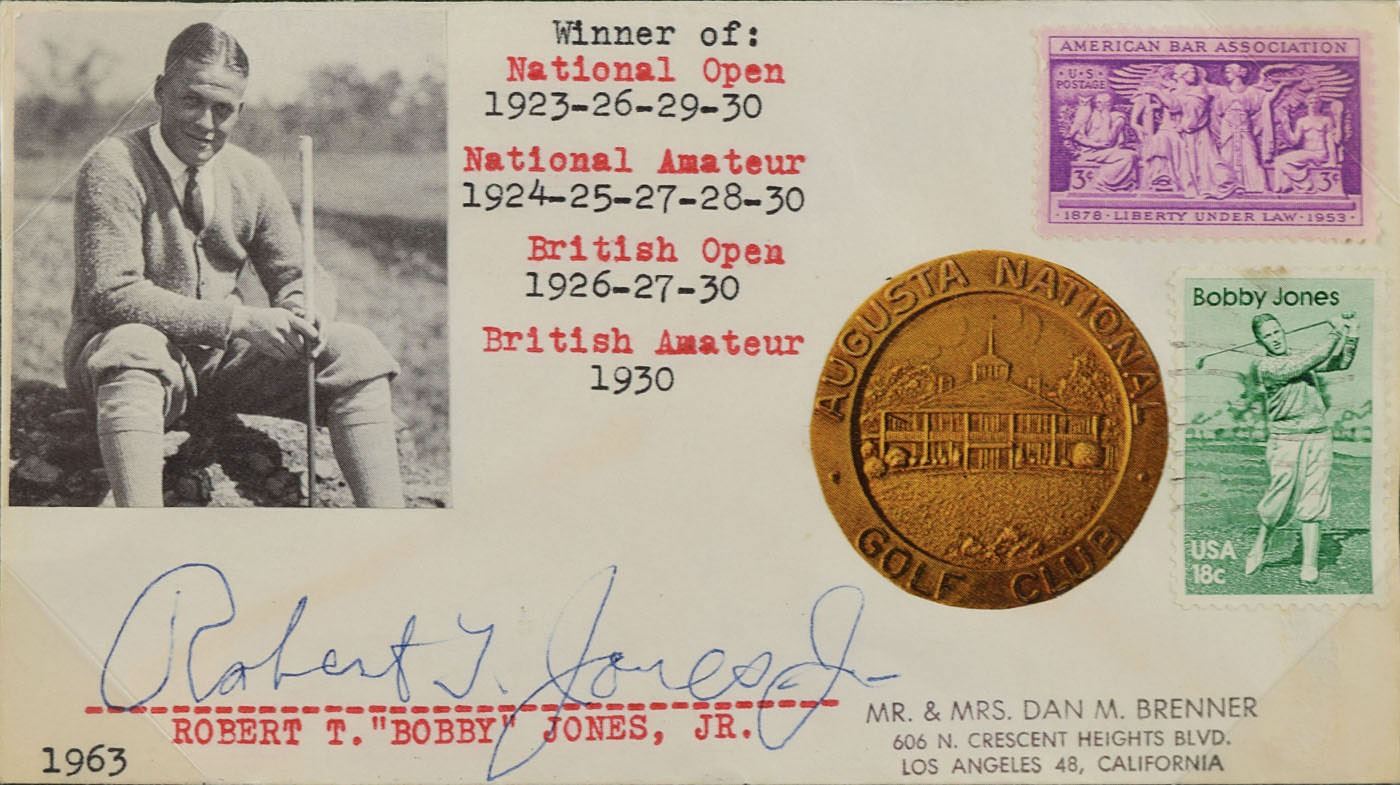 Winner of:
National Open
1923-26-29-30
National Amateur
1924-25-27-28-30
British Open
1926-27-30
British Amateur
1930
AMERICAN BAR ASSOCIATION
U.S.
POSTAGE
3¢ 3¢
1878 · LIBERTY UNDER LAW · 1953
AUGUSTA NATIONAL
GOLF CLUB
Bobby Jones
USA
18c
Robert T. Jones Jr
ROBERT T. "BOBBY" JONES, JR.
1963
MR. & MRS. DAN M. BRENNER
606 N. CRESCENT HEIGHTS BLVD.
LOS ANGELES 48, CALIFORNIA